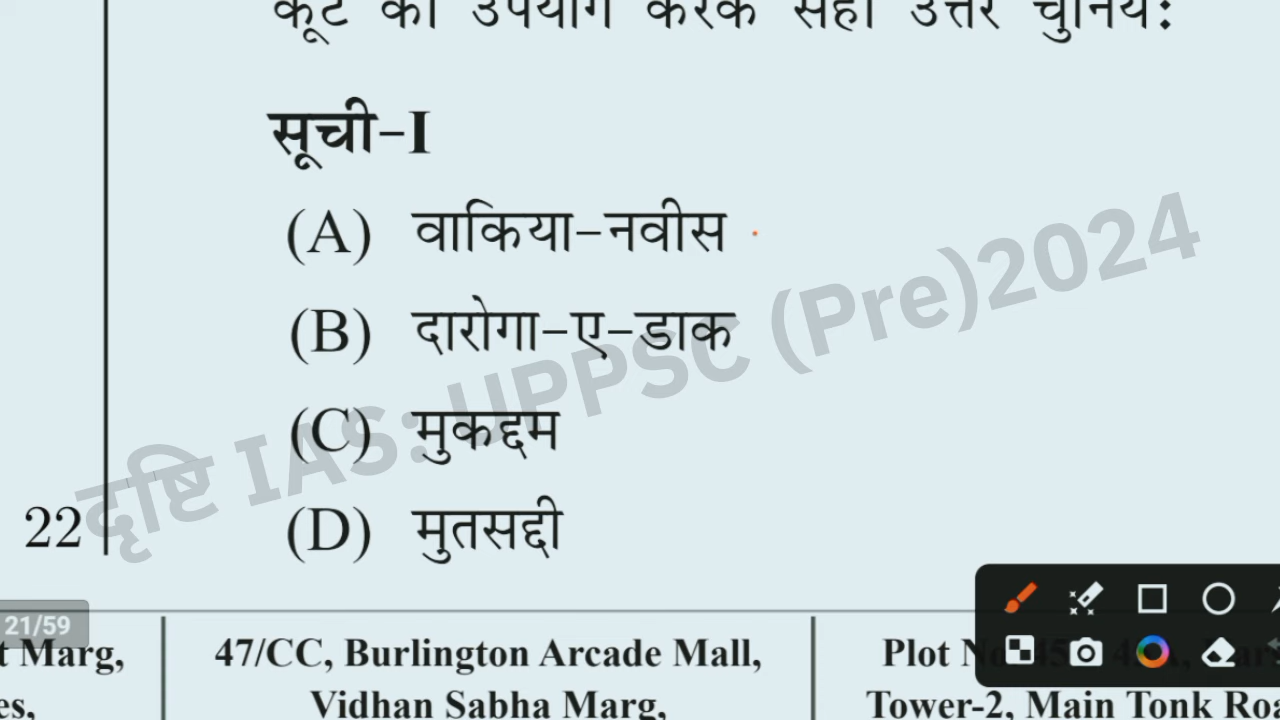 कूट का उपयोग करके सही उत्तर चुनिये:
सूची-I
(A) वाकिया-नवीस
(B) दारोगा-ए-डाक
(C) मुकद्दम
(D) मुतसद्दी
दृष्टि IAS: UPPSC (Pre)2024
22
21/59
t Marg,
es,
47/CC, Burlington Arcade Mall,
Vidhan Sabha Marg,
Plot
Tower-2, Main Tonk Roa